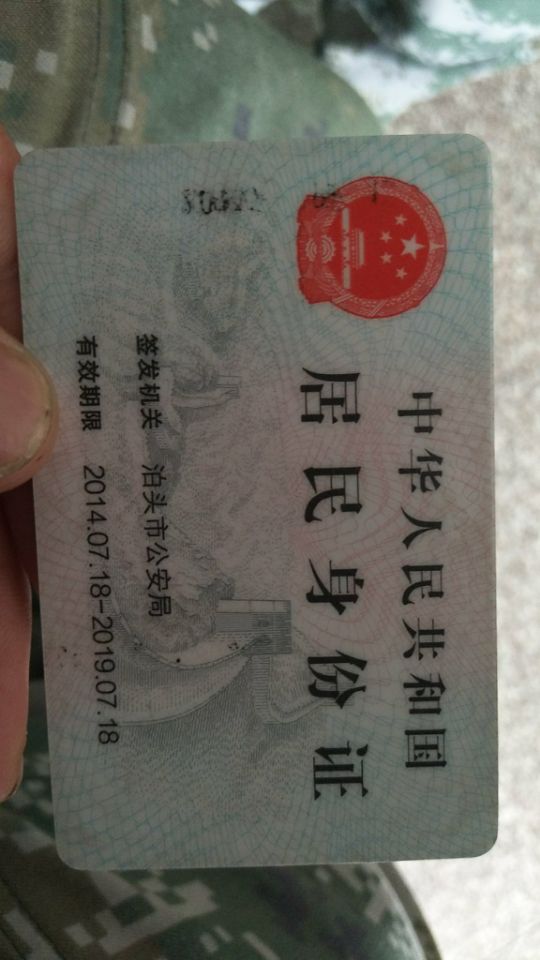 中华人民共和国
居民身份证
签发机关 泊头市公安局
有效期限 2014.07.18-2019.07.18